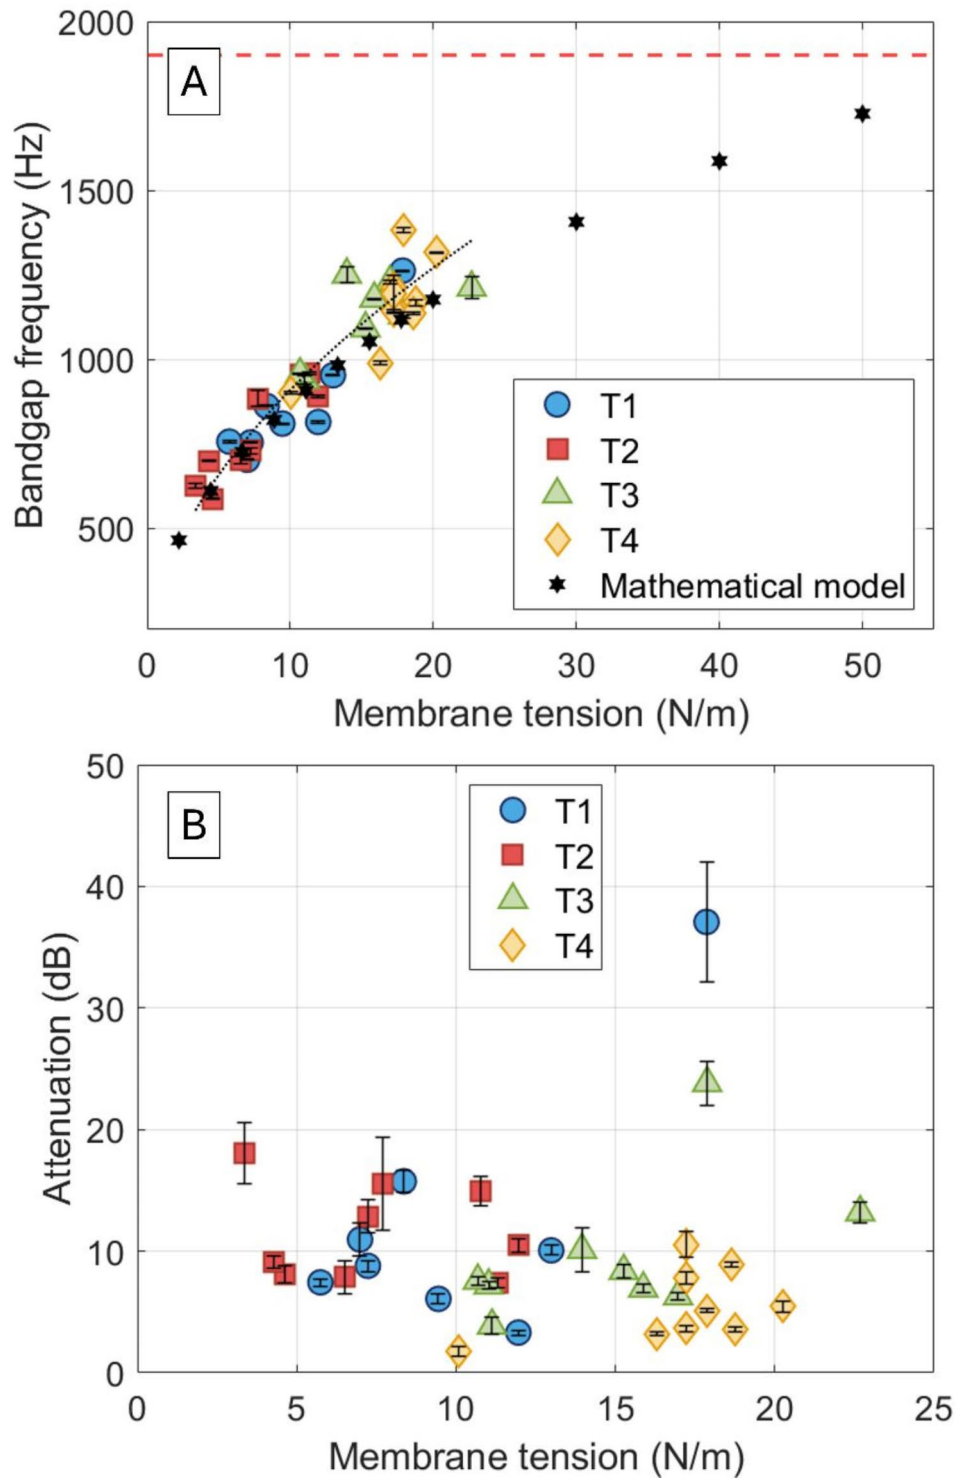 2000
A
1500
1000
500
Bandgap frequency (Hz)
T1
T2
T3
T4
Mathematical model
0 10 20 30 40 50
Membrane tension (N/m)
50
B
40
30
20
10
0
Attenuation (dB)
T1
T2
T3
T4
0 5 10 15 20 25
Membrane tension (N/m)